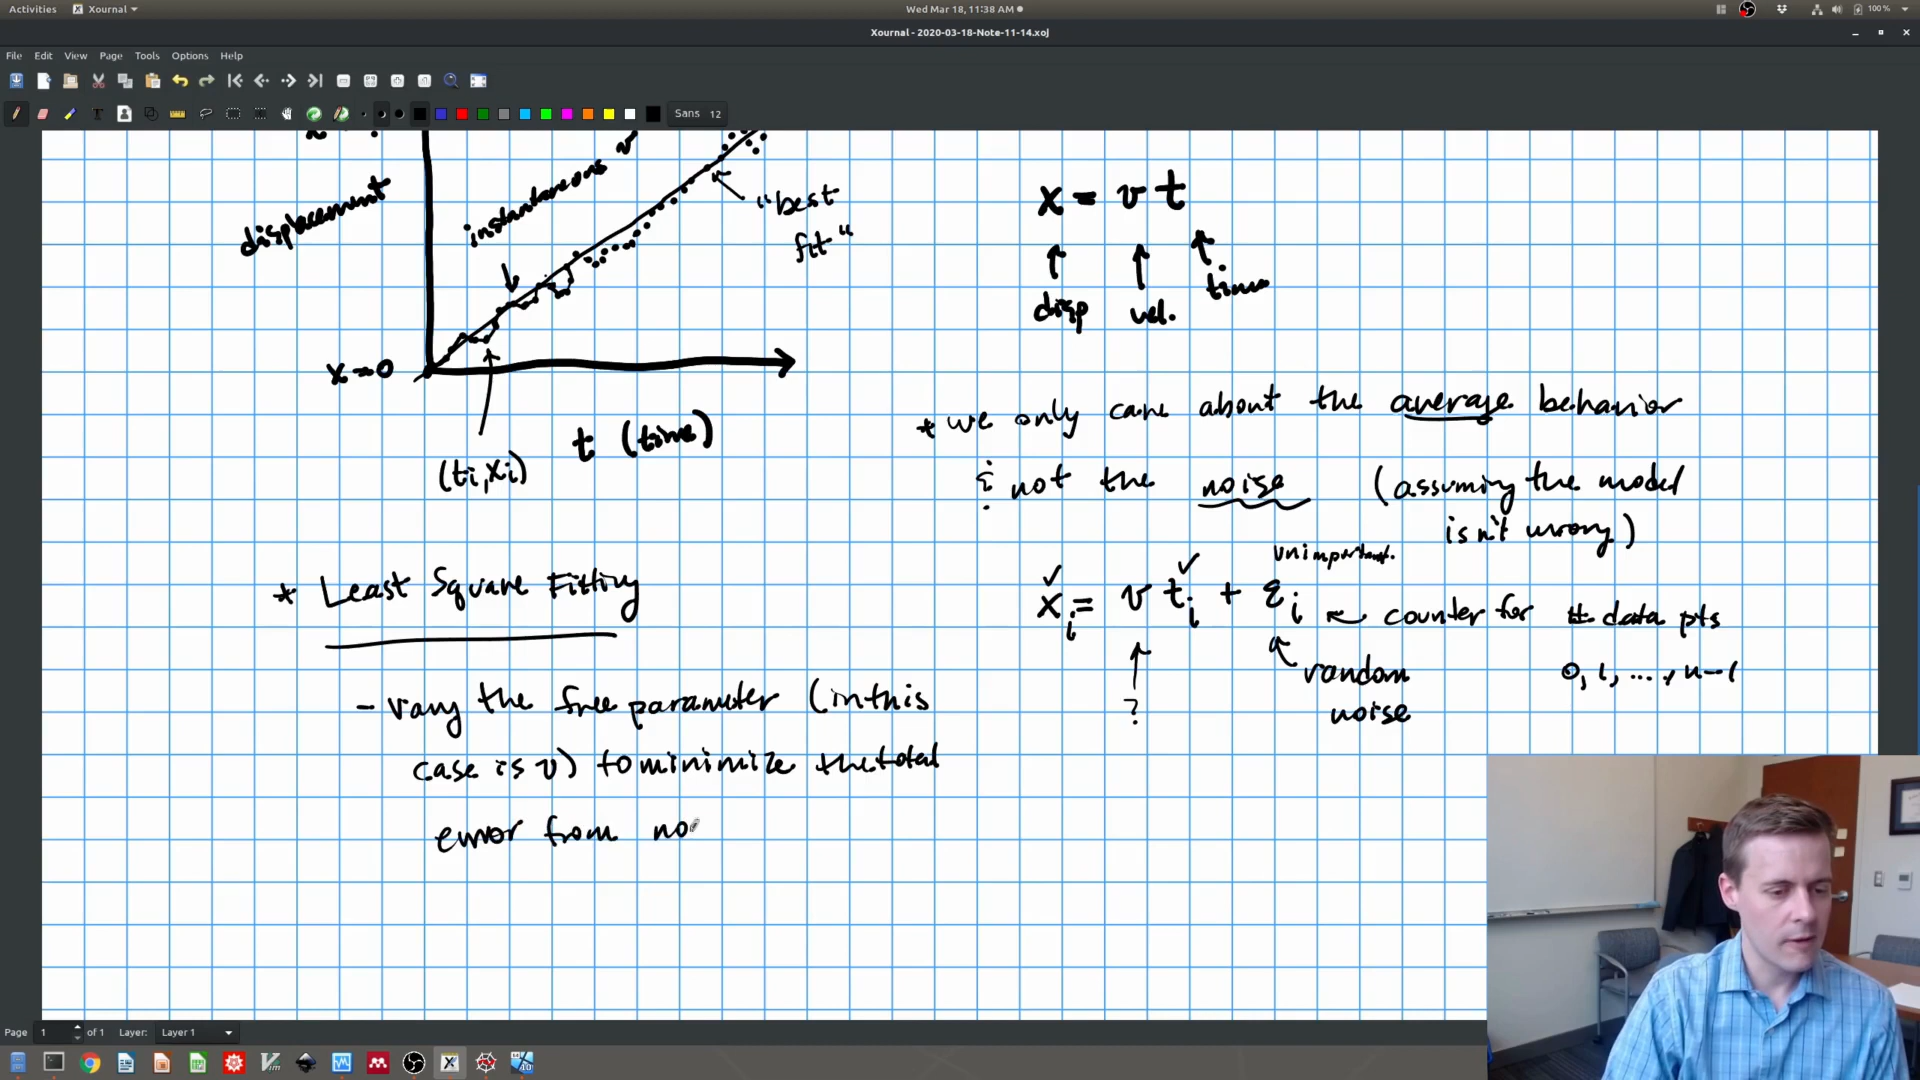 Activities
Xournal
Wed Mar 18, 11:38 AM
100 %
Xournal - 2020-03-18-Note-11-14.xoj
File Edit View Page Tools Options Help
Sans 12
displacement
instantaneous v
"best
fit"
x=0
t (time)
(ti,xi)
x = v t
disp
vel.
time
* we only care about the average behavior
& not the noise (assuming the model
isn't wrong)
unimportant.
xi = v ti + εi
counter for # data pts
0, 1, ..., n-1
?
random
noise
* Least Square Fitting
- vary the free parameter (in this
case is v) to minimize the total
error from no
Page 1 of 1 Layer: Layer 1